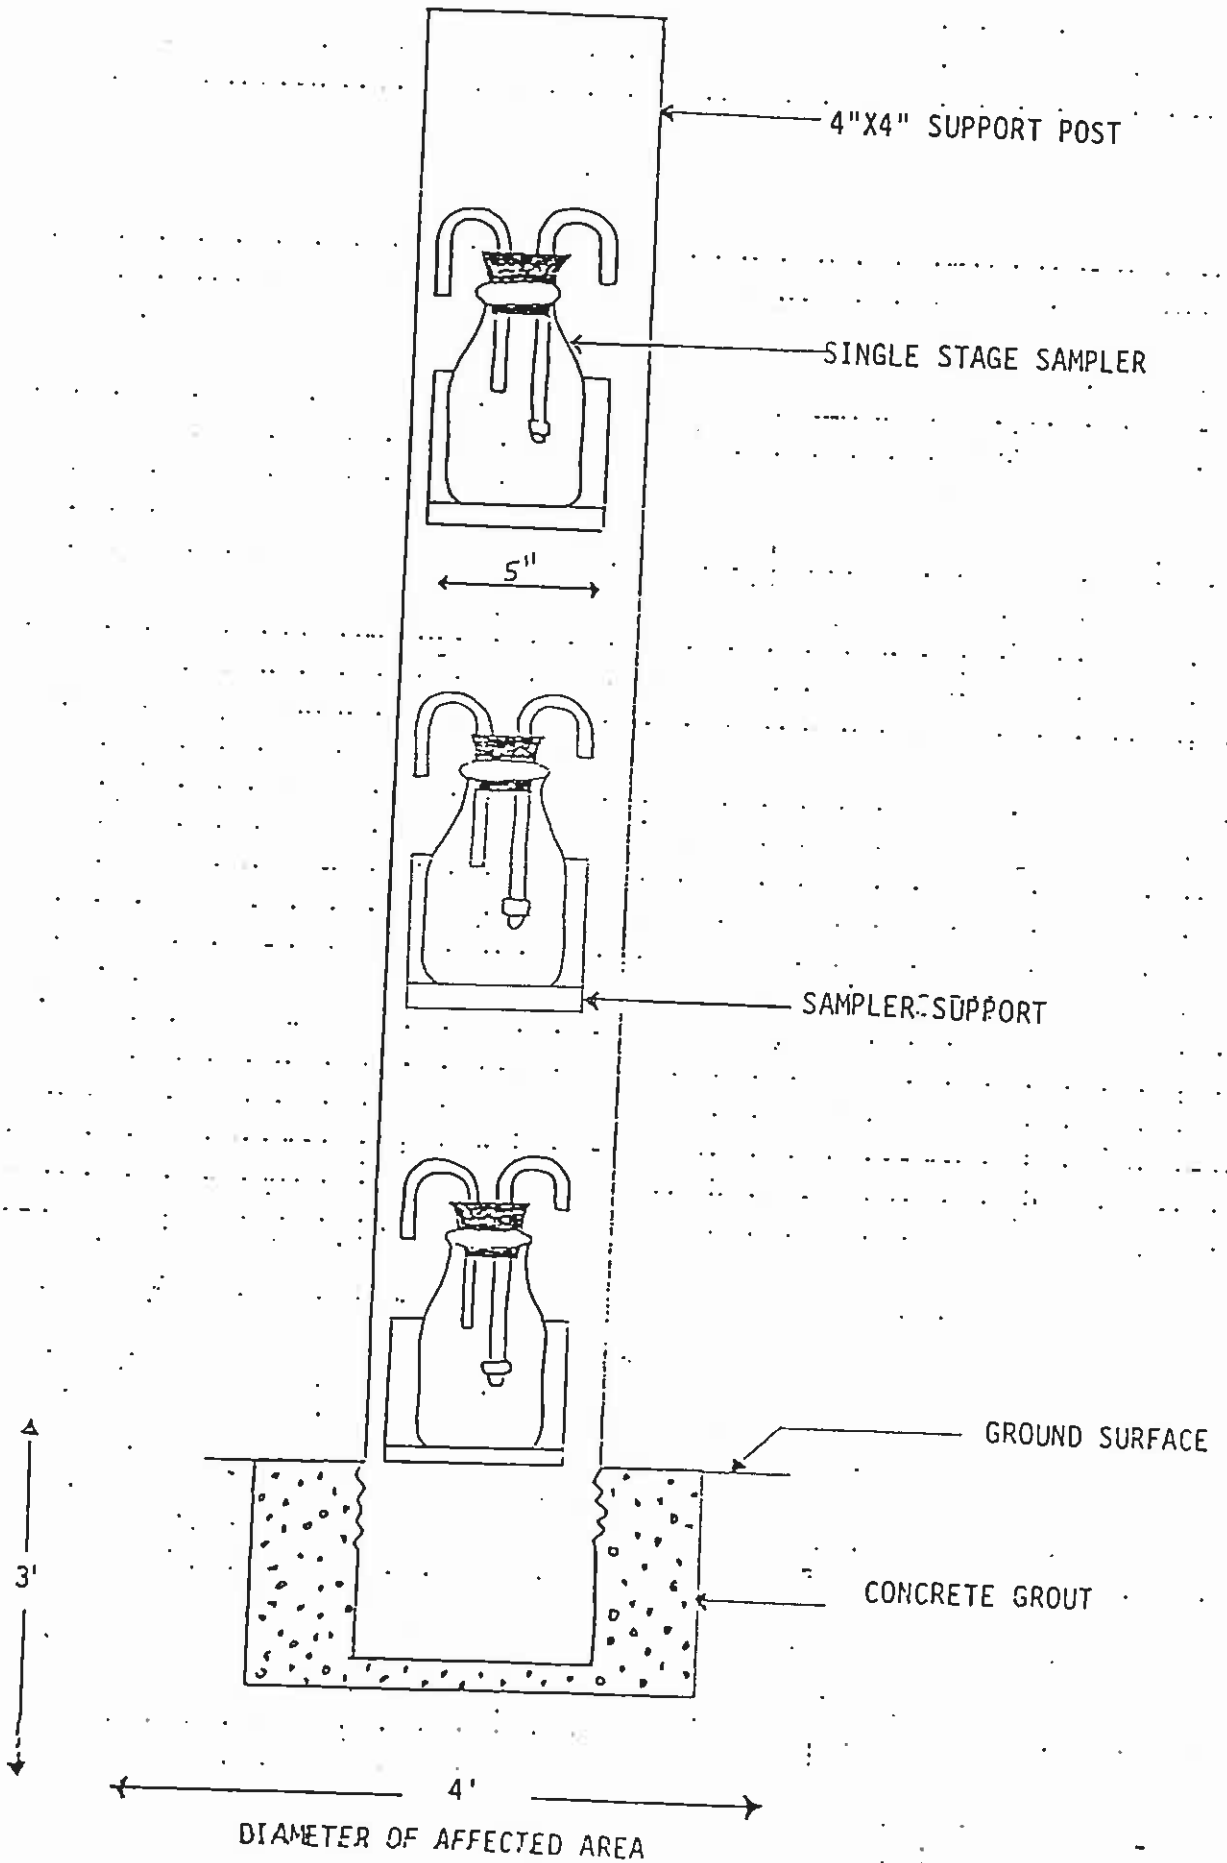 4"X4" SUPPORT POST
SINGLE STAGE SAMPLER
5"
SAMPLER SUPPORT
GROUND SURFACE
3'
CONCRETE GROUT
4'
DIAMETER OF AFFECTED AREA